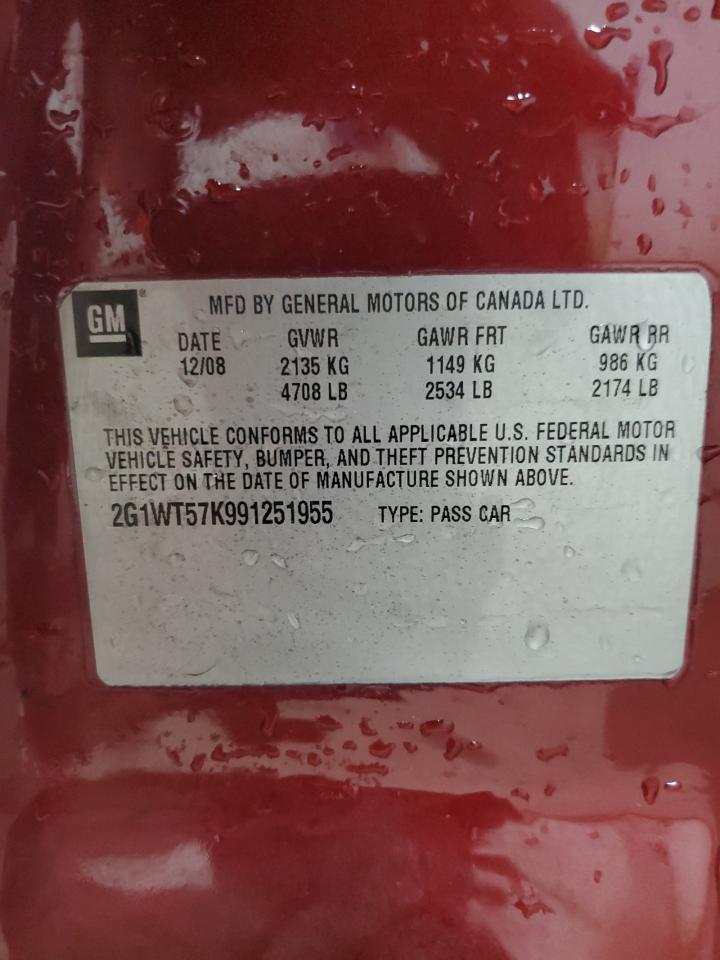 GM®
MFD BY GENERAL MOTORS OF CANADA LTD.
DATE GVWR GAWR FRT GAWR RR
12/08 2135 KG 1149 KG 986 KG
4708 LB 2534 LB 2174 LB
THIS VEHICLE CONFORMS TO ALL APPLICABLE U.S. FEDERAL MOTOR
VEHICLE SAFETY, BUMPER, AND THEFT PREVENTION STANDARDS IN
EFFECT ON THE DATE OF MANUFACTURE SHOWN ABOVE.
2G1WT57K991251955 TYPE: PASS CAR